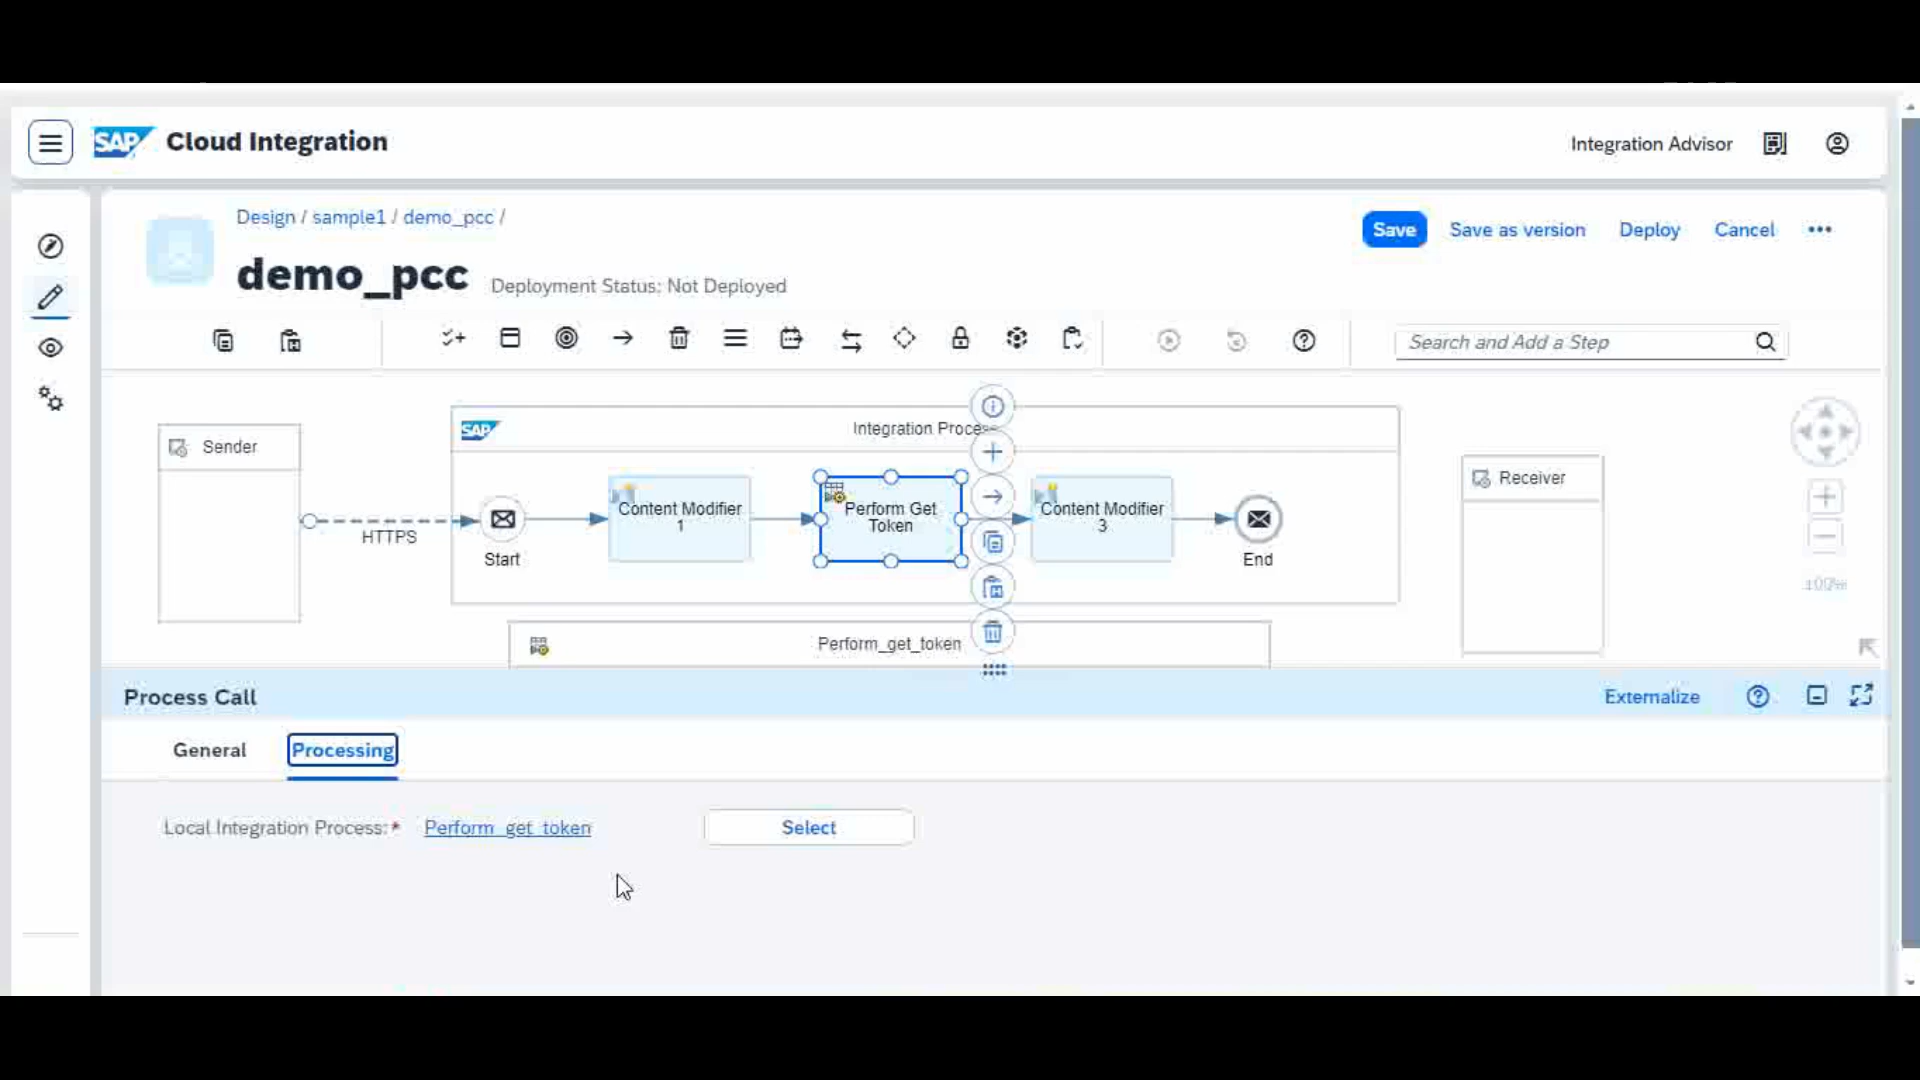 SAP Cloud Integration
Integration Advisor
Design / sample1 / demo_pcc /
Save
Save as version
Deploy
Cancel
demo_pcc
Deployment Status: Not Deployed
Search and Add a Step
Sender
SAP
Integration Process
Receiver
HTTPS
Start
Content Modifier
1
Perform Get
Token
Content Modifier
3
End
100%
Perform_get_token
Process Call
Externalize
General
Processing
Local Integration Process:*
Perform_get_token
Select